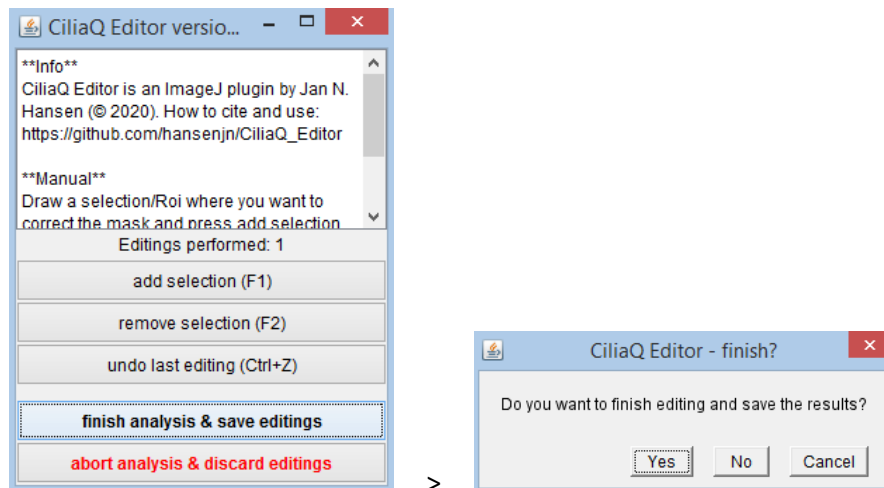 CiliaQ Editor versio...
**Info**
CiliaQ Editor is an ImageJ plugin by Jan N.
Hansen (© 2020). How to cite and use:
https://github.com/hansenjn/CiliaQ_Editor
**Manual**
Draw a selection/Roi where you want to
correct the mask and press add selection
Editings performed: 1
add selection (F1)
remove selection (F2)
undo last editing (Ctrl+Z)
finish analysis & save editings
abort analysis & discard editings
>
CiliaQ Editor - finish?
Do you want to finish editing and save the results?
Yes No Cancel